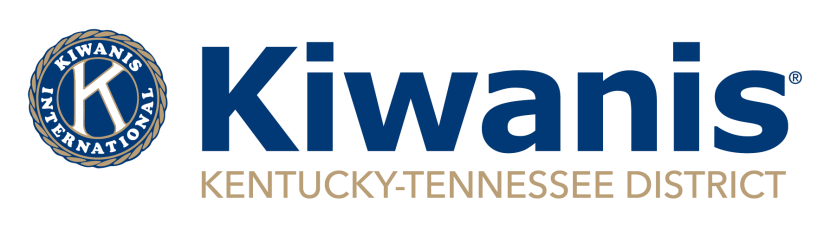 KIWANIS
K
INTERNATIONAL
Kiwanis®
KENTUCKY-TENNESSEE DISTRICT